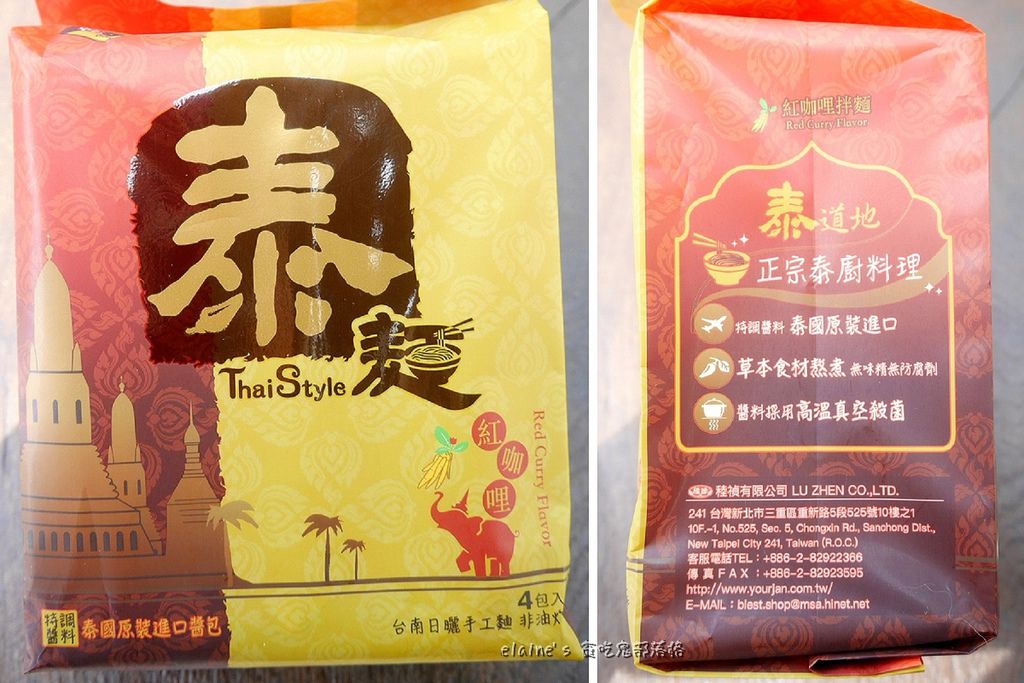 泰
麵
Thai Style
紅咖哩
Red Curry Flavor
4包入
台南日曬手工麵 非油炸
特調醬料
泰國原裝進口醬包
紅咖哩拌麵
Red Curry Flavor
泰道地
正宗泰廚料理
特調醬料 泰國原裝進口
草本食材熬煮 無味精無防腐劑
醬料採用高溫真空殺菌
稑禎有限公司 LU ZHEN CO.,LTD.
241 台灣新北市三重區重新路5段525號10樓之1
10F.-1, No.525, Sec. 5, Chongxin Rd., Sanchong Dist.,
New Taipei City 241, Taiwan (R.O.C.)
客服電話TEL：+886-2-82922366
傳 真 F A X：+886-2-82923595
http://www.yourjan.com.tw/
E-MAIL：blest.shop@msa.hinet.net
elaine's 貪吃鬼部落格